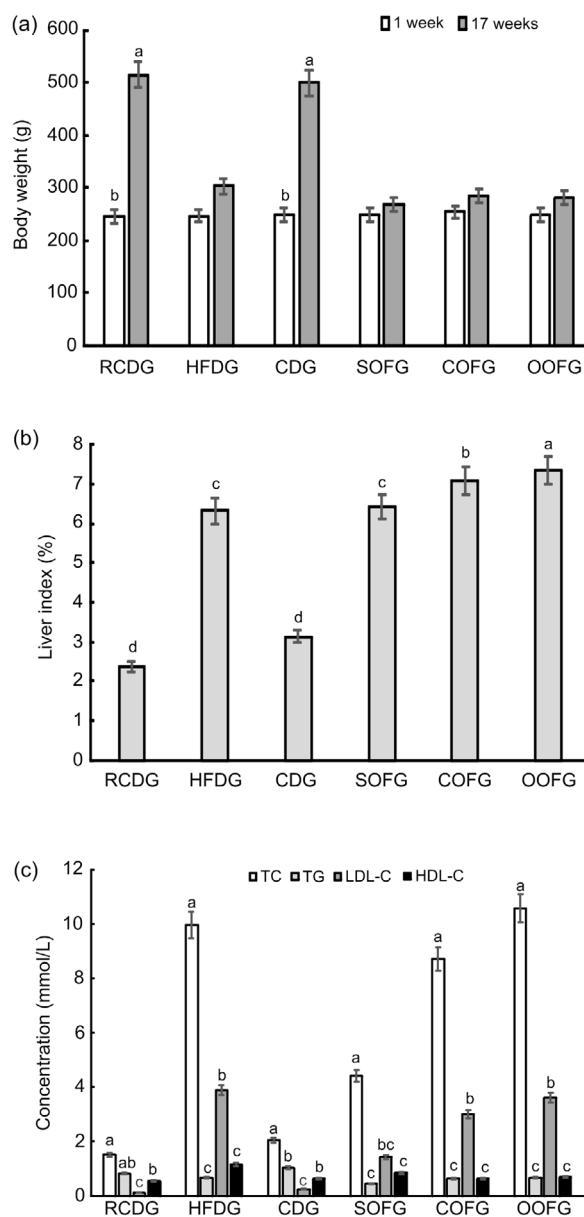 (a)
1 week 17 weeks
Body weight (g)
600
500
400
300
200
100
0
b a b a
RCDG HFDG CDG SOFG COFG OOFG
(b)
Liver index (%)
8
7
6
5
4
3
2
1
0
d c d c b a
RCDG HFDG CDG SOFG COFG OOFG
(c)
TC TG LDL-C HDL-C
Concentration (mmol/L)
12
10
8
6
4
2
0
a ab c b a c b c a b c b a c bc c a c b c a c b c
RCDG HFDG CDG SOFG COFG OOFG